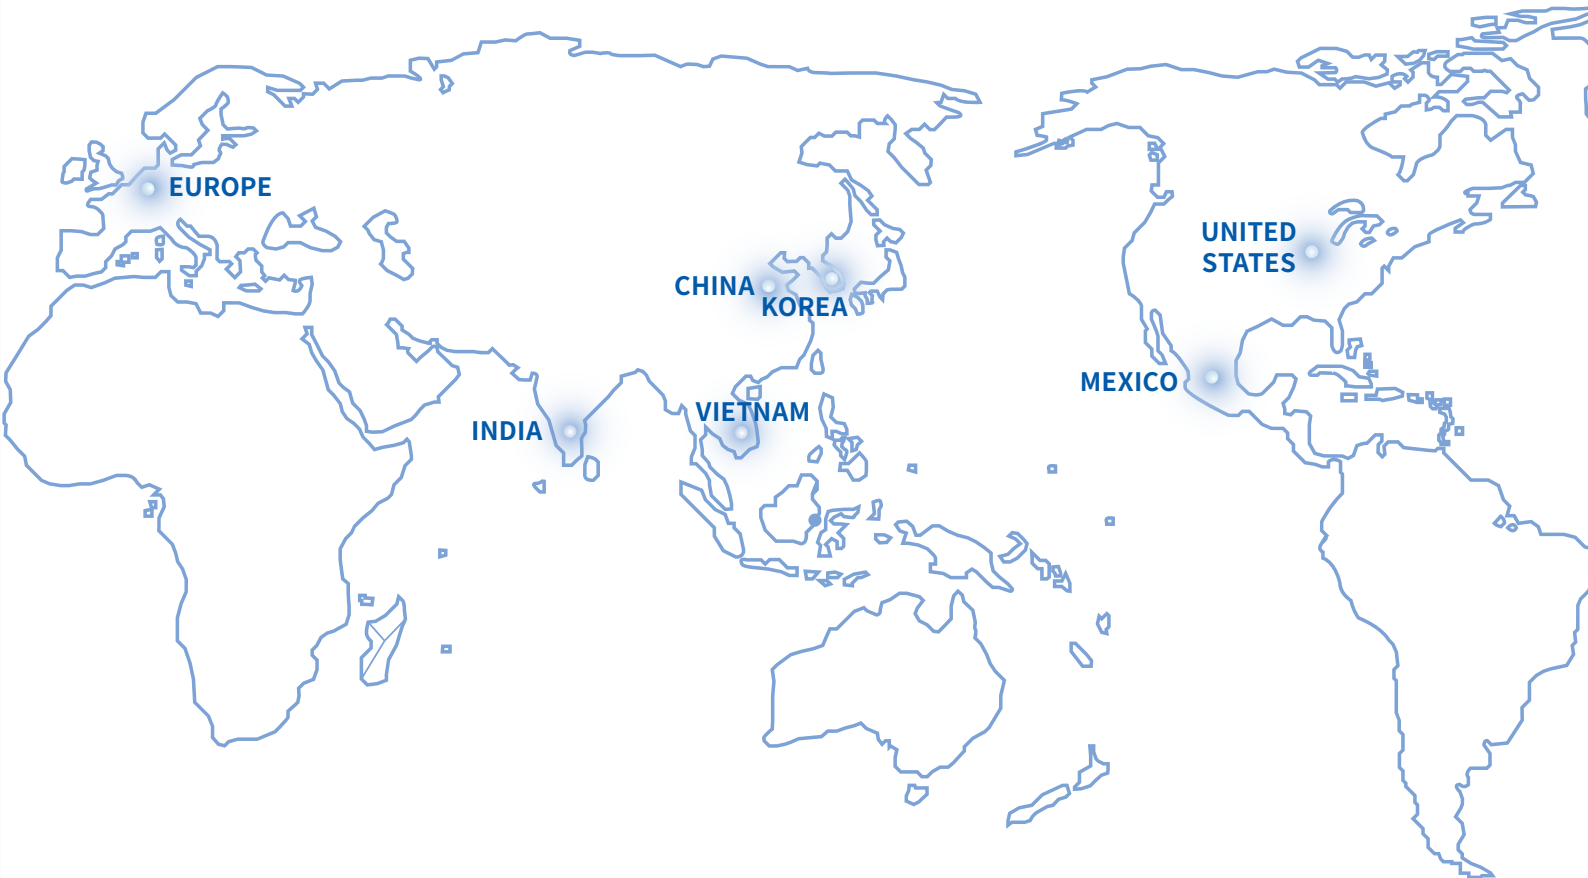 EUROPE
UNITED
STATES
CHINA
KOREA
MEXICO
VIETNAM
INDIA